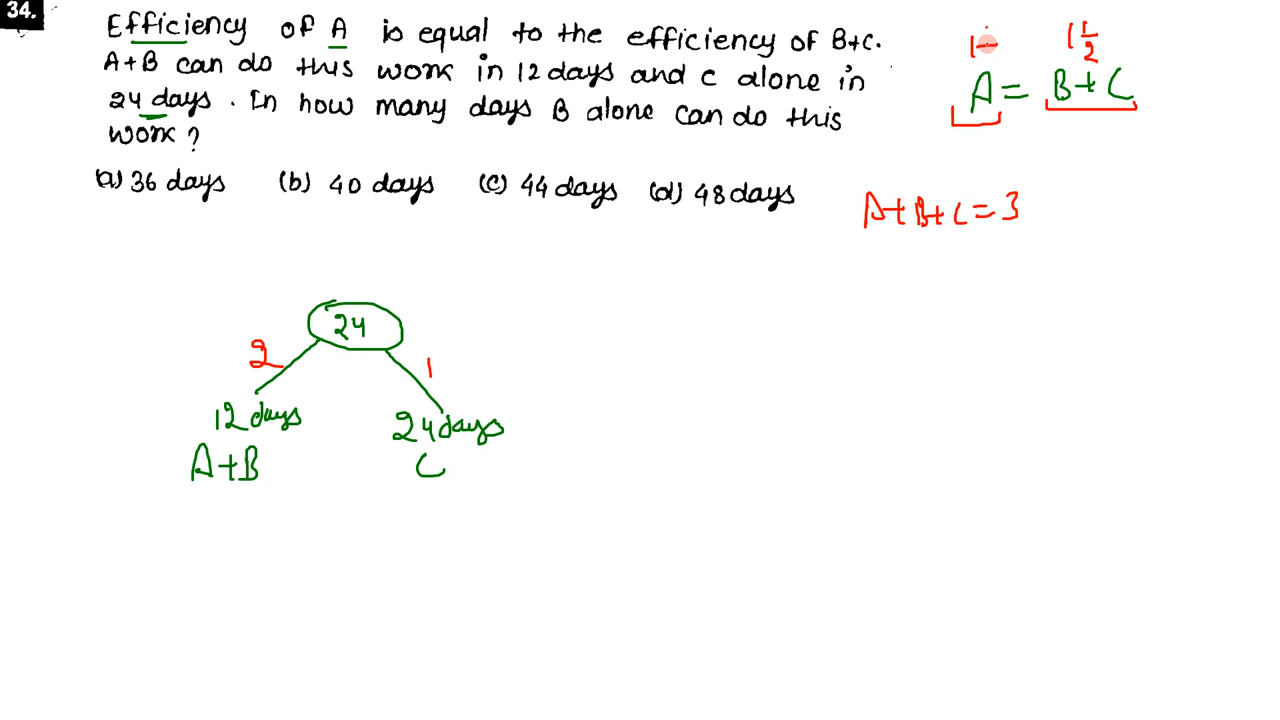 34.
Efficiency of A is equal to the efficiency of B+C.
A+B can do this work in 12 days and C alone in
24 days. In how many days B alone can do this
work?
(a) 36 days (b) 40 days (c) 44 days (d) 48 days
1 1/2
A = B+C
A+B+C=3
24
2 1
12 days 24 days
A+B C